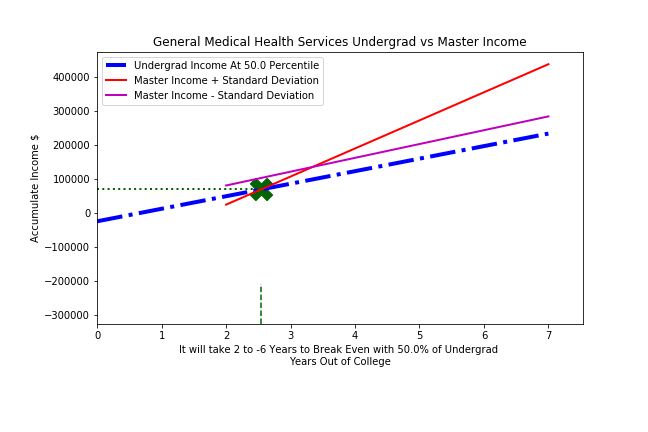 General Medical Health Services Undergrad vs Master Income
Undergrad Income At 50.0 Percentile
Master Income + Standard Deviation
Master Income - Standard Deviation
Accumulate Income $
400000
300000
200000
100000
0
−100000
−200000
−300000
0 1 2 3 4 5 6 7
It will take 2 to -6 Years to Break Even with 50.0% of Undergrad
Years Out of College